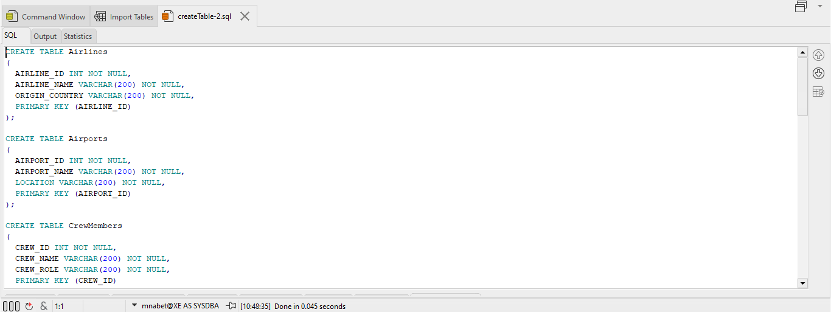 Command Window Import Tables createTable-2.sql
SQL Output Statistics
CREATE TABLE Airlines
(
AIRLINE_ID INT NOT NULL,
AIRLINE_NAME VARCHAR(200) NOT NULL,
ORIGIN_COUNTRY VARCHAR(200) NOT NULL,
PRIMARY KEY (AIRLINE_ID)
);
CREATE TABLE Airports
(
AIRPORT_ID INT NOT NULL,
AIRPORT_NAME VARCHAR(200) NOT NULL,
LOCATION VARCHAR(200) NOT NULL,
PRIMARY KEY (AIRPORT_ID)
);
CREATE TABLE CrewMembers
(
CREW_ID INT NOT NULL,
CREW_NAME VARCHAR(200) NOT NULL,
CREW_ROLE VARCHAR(200) NOT NULL,
PRIMARY KEY (CREW_ID)
& 1:1 mnabet@XE AS SYSDBA [10:48:35] Done in 0.045 seconds